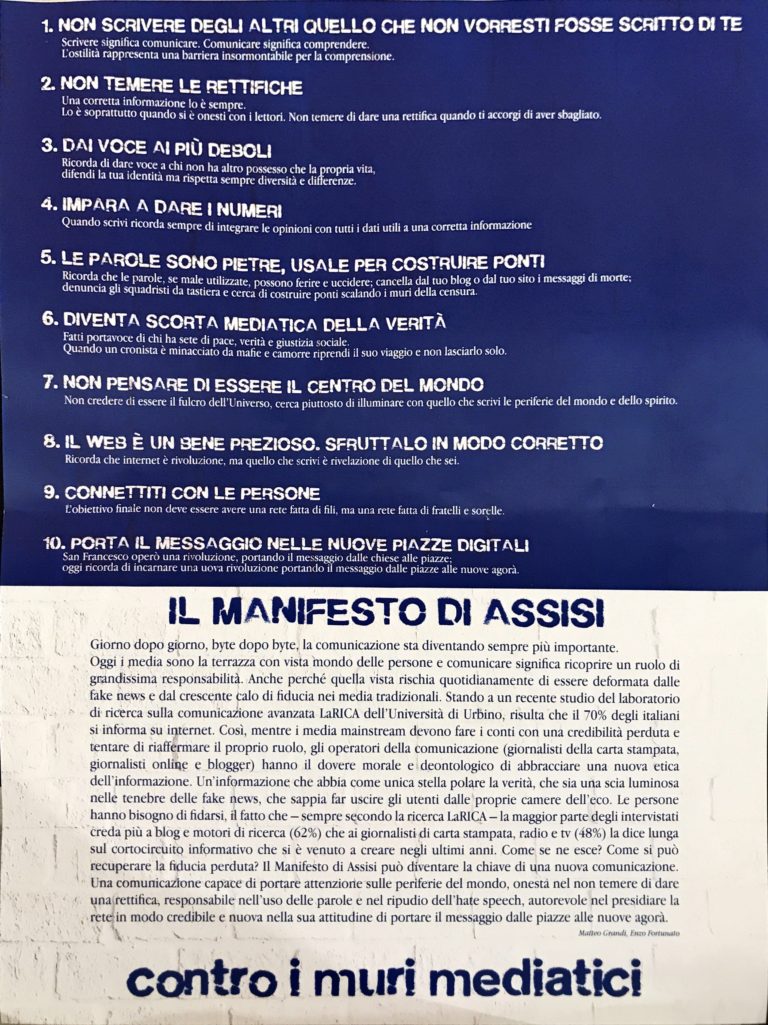 1. NON SCRIVERE DEGLI ALTRI QUELLO CHE NON VORRESTI FOSSE SCRITTO DI TE
Scrivere significa comunicare. Comunicare significa comprendere.
L'ostilità rappresenta una barriera insormontabile per la comprensione.
2. NON TEMERE LE RETTIFICHE
Una corretta informazione lo è sempre.
Lo è soprattutto quando si è onesti con i lettori. Non temere di dare una rettifica quando ti accorgi di aver sbagliato.
3. DAI VOCE AI PIÙ DEBOLI
Ricorda di dare voce a chi non ha altro possesso che la propria vita,
difendi la tua identità ma rispetta sempre diversità e differenze.
4. IMPARA A DARE I NUMERI
Quando scrivi ricorda sempre di integrare le opinioni con tutti i dati utili a una corretta informazione
5. LE PAROLE SONO PIETRE, USALE PER COSTRUIRE PONTI
Ricorda che le parole, se male utilizzate, possono ferire e uccidere; cancella dal tuo blog o dal tuo sito i messaggi di morte;
denuncia gli squadristi da tastiera e cerca di costruire ponti scalando i muri della censura.
6. DIVENTA SCORTA MEDIATICA DELLA VERITÀ
Fatti portavoce di chi ha sete di pace, verità e giustizia sociale.
Quando un cronista è minacciato da mafie e camorre riprendi il suo viaggio e non lasciarlo solo.
7. NON PENSARE DI ESSERE IL CENTRO DEL MONDO
Non credere di essere il fulcro dell'Universo, cerca piuttosto di illuminare con quello che scrivi le periferie del mondo e dello spirito.
8. IL WEB È UN BENE PREZIOSO. SFRUTTALO IN MODO CORRETTO
Ricorda che internet è rivoluzione, ma quello che scrivi è rivelazione di quello che sei.
9. CONNETTITI CON LE PERSONE
L'obiettivo finale non deve essere avere una rete fatta di fili, ma una rete fatta di fratelli e sorelle.
10. PORTA IL MESSAGGIO NELLE NUOVE PIAZZE DIGITALI
San Francesco operò una rivoluzione, portando il messaggio dalle chiese alle piazze;
oggi ricorda di incarnare una uova rivoluzione portando il messaggio dalle piazze alle nuove agorà.
IL MANIFESTO DI ASSISI
Giorno dopo giorno, byte dopo byte, la comunicazione sta diventando sempre più importante.
Oggi i media sono la terrazza con vista mondo delle persone e comunicare significa ricoprire un ruolo di
grandissima responsabilità. Anche perché quella vista rischia quotidianamente di essere deformata dalle
fake news e dal crescente calo di fiducia nei media tradizionali. Stando a un recente studio del laboratorio
di ricerca sulla comunicazione avanzata LaRICA dell'Università di Urbino, risulta che il 70% degli italiani
si informa su internet. Così, mentre i media mainstream devono fare i conti con una credibilità perduta e
tentare di riaffermare il proprio ruolo, gli operatori della comunicazione (giornalisti della carta stampata,
giornalisti online e blogger) hanno il dovere morale e deontologico di abbracciare una nuova etica
dell'informazione. Un'informazione che abbia come unica stella polare la verità, che sia una scia luminosa
nelle tenebre delle fake news, che sappia far uscire gli utenti dalle proprie camere dell'eco. Le persone
hanno bisogno di fidarsi, il fatto che – sempre secondo la ricerca LaRICA – la maggior parte degli intervistati
creda più a blog e motori di ricerca (62%) che ai giornalisti di carta stampata, radio e tv (48%) la dice lunga
sul cortocircuito informativo che si è venuto a creare negli ultimi anni. Come se ne esce? Come si può
recuperare la fiducia perduta? Il Manifesto di Assisi può diventare la chiave di una nuova comunicazione.
Una comunicazione capace di portare attenzione sulle periferie del mondo, onesta nel non temere di dare
una rettifica, responsabile nell'uso delle parole e nel ripudio dell'hate speech, autorevole nel presidiare la
rete in modo credibile e nuova nella sua attitudine di portare il messaggio dalle piazze alle nuove agorà.
Matteo Grandi, Enzo Fortunato
contro i muri mediatici